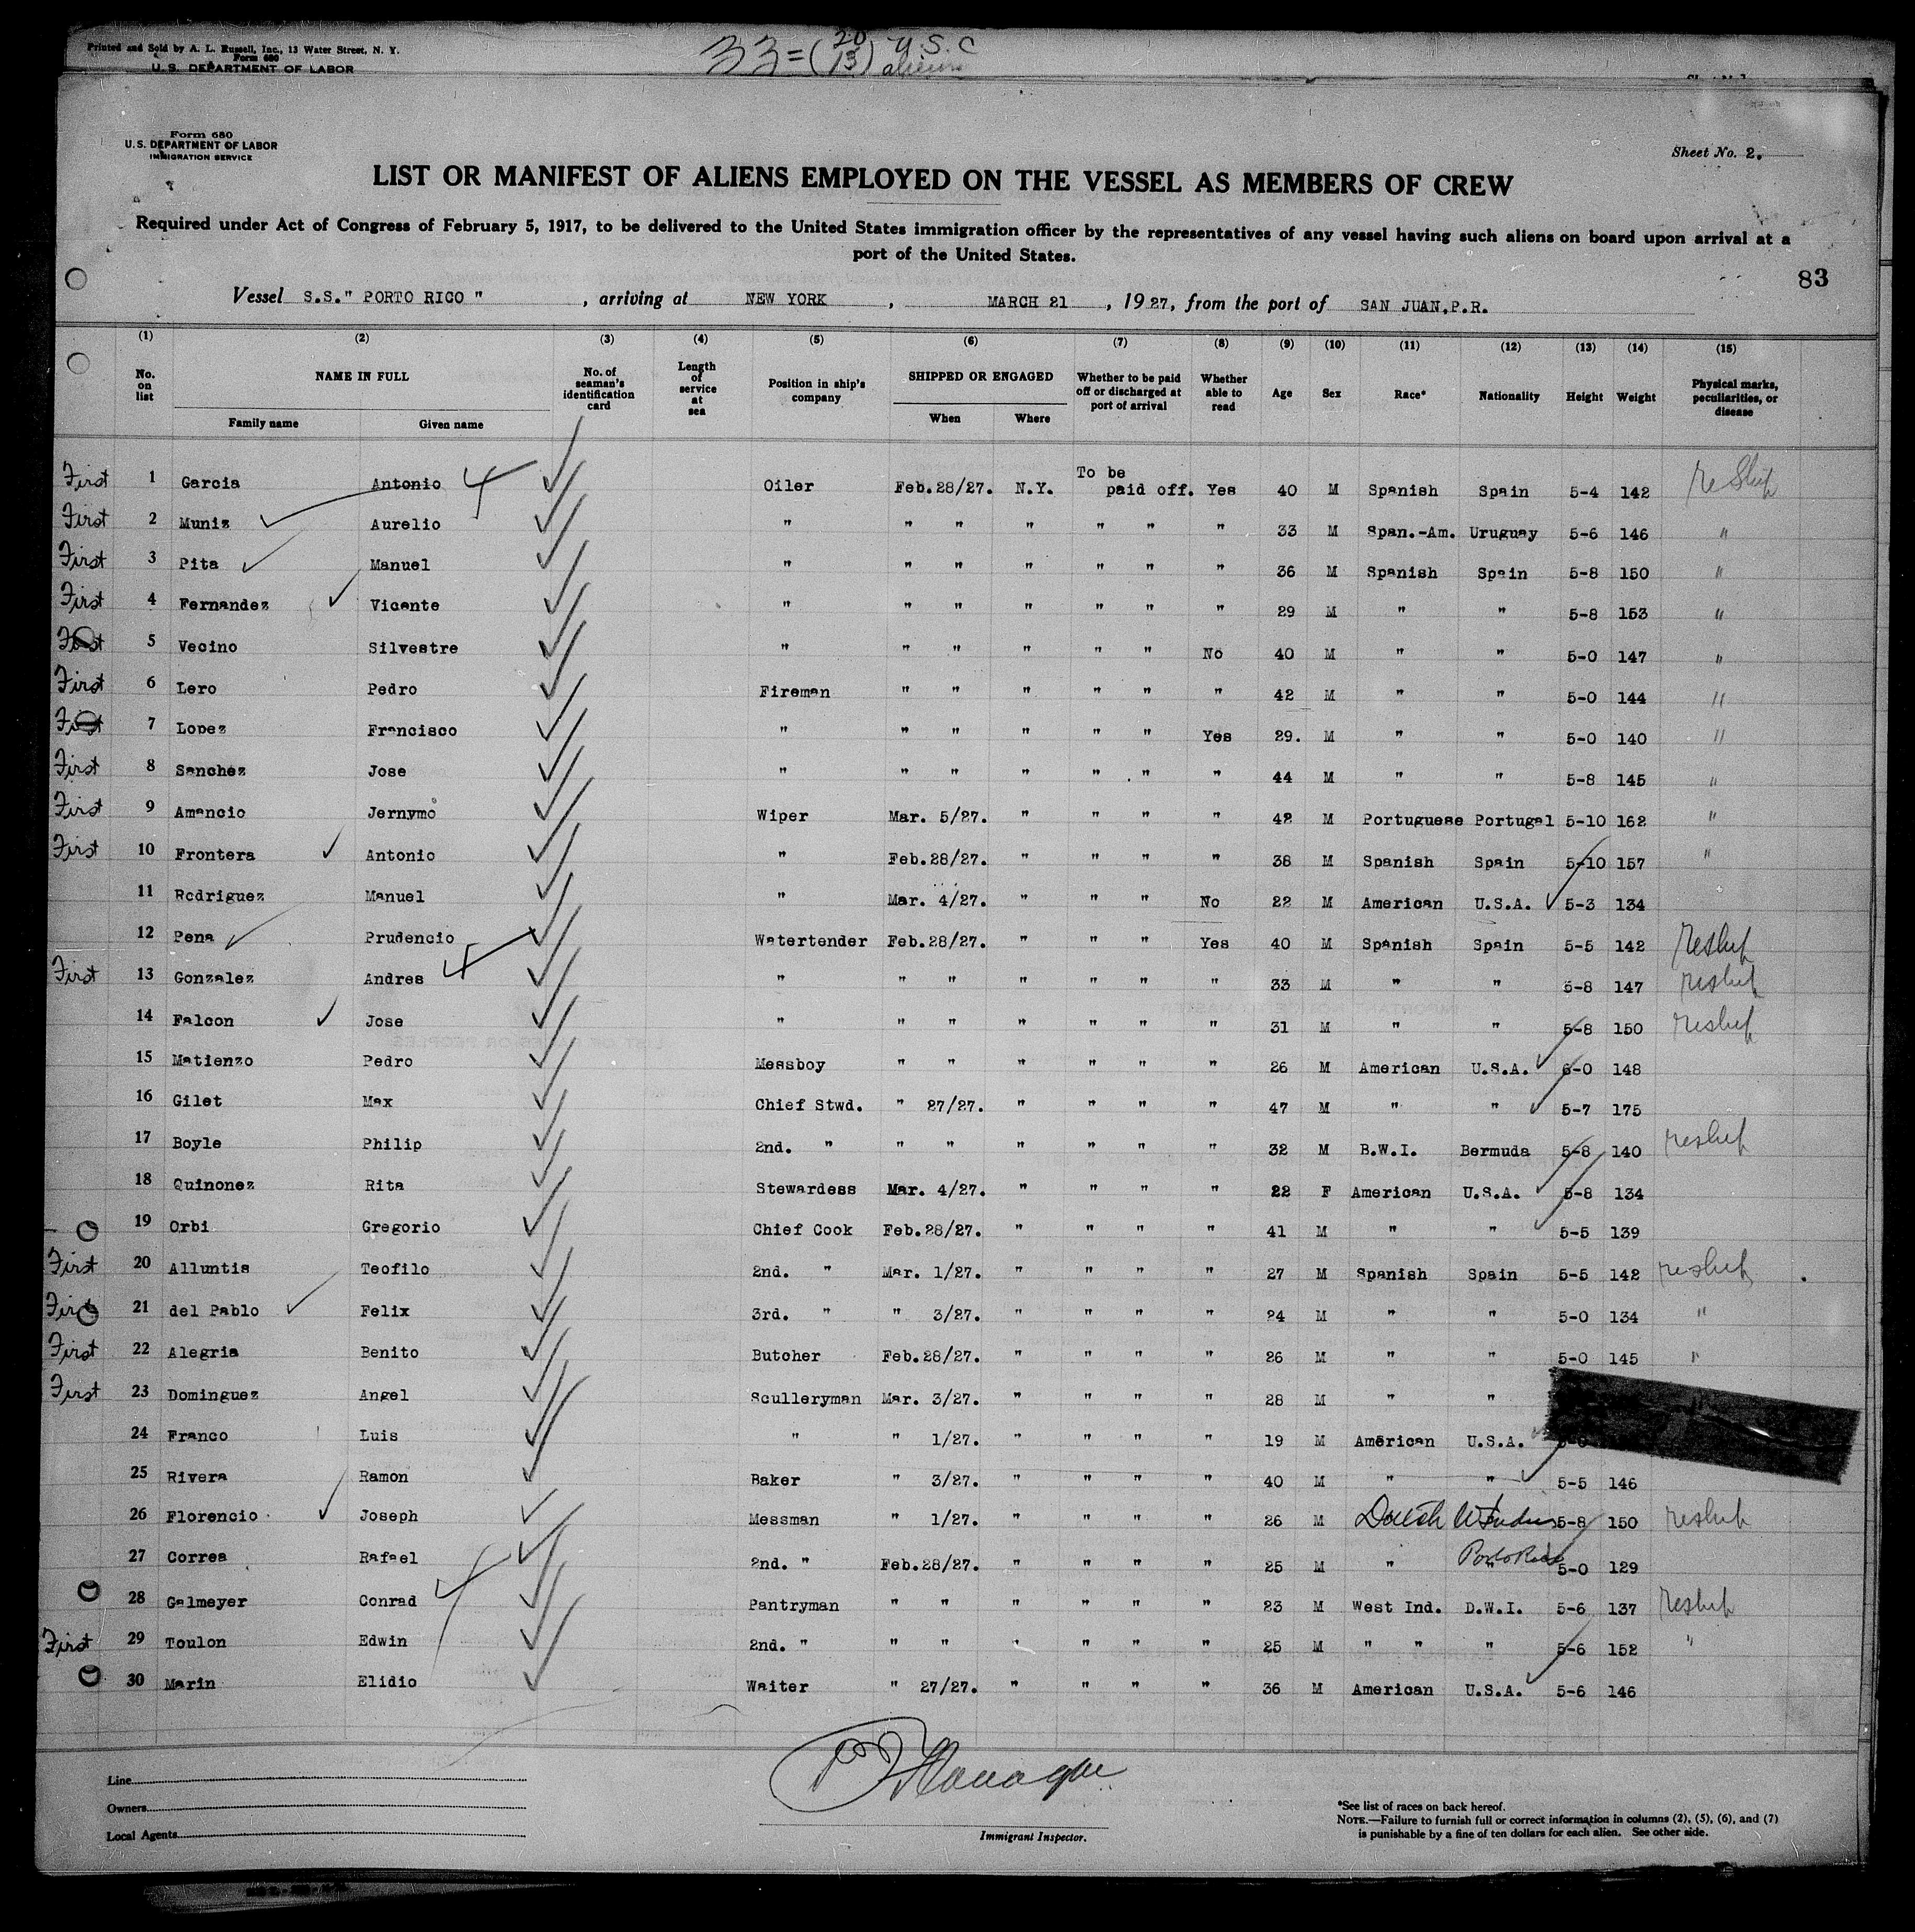 Printed and Sold by A. L. Russell, Inc., 13 Water Street, N. Y.
Form 680
U. S. DEPARTMENT OF LABOR
33 = (20 U.S.C
13) aliens
Form 680
U. S. DEPARTMENT OF LABOR
IMMIGRATION SERVICE
Sheet No. 2.
LIST OR MANIFEST OF ALIENS EMPLOYED ON THE VESSEL AS MEMBERS OF CREW
Required under Act of Congress of February 5, 1917, to be delivered to the United States immigration officer by the representatives of any vessel having such aliens on board upon arrival at a
port of the United States.
83
Vessel S.S." PORTO RICO " , arriving at NEW YORK , MARCH 21 , 1927, from the port of SAN JUAN,P.R.
(1) (2) (3) (4) (5) (6) (7) (8) (9) (10) (11) (12) (13) (14) (15)
No. on list NAME IN FULL Family name Given name No. of seaman's identification card Length of service at sea Position in ship's company SHIPPED OR ENGAGED When Where Whether to be paid off or discharged at port of arrival Whether able to read Age Sex Race* Nationality Height Weight Physical marks, peculiarities, or disease
First 1 Garcia Antonio 4 Oiler Feb.28/27. N.Y. To be paid off. Yes 40 M Spanish Spain 5-4 142 reship
First 2 Muniz Aurelio " " " " " " " 33 M Span.-Am. Uruguay 5-6 146 "
First 3 Pita Manuel " " " " " " " 36 M Spanish Spain 5-8 150 "
First 4 Fernandez Vicente " " " " " " " 29 M " " 5-8 153 "
First 5 Vecino Silvestre " " " " " " No 40 M " " 5-0 147 "
First 6 Lero Pedro Fireman " " " " " " 42 M " " 5-0 144 "
First 7 Lopez Francisco " " " " " " Yes 29. M " " 5-0 140 "
First 8 Sanchez Jose " " " " " " " 44 M " " 5-8 145 "
First 9 Amancio Jernymo Wiper Mar. 5/27. " " " " 42 M Portuguese Portugal 5-10 162 "
First 10 Frontera Antonio " Feb.28/27. " " " " 38 M Spanish Spain 5-10 157 "
11 Rodriguez Manuel " Mar. 4/27. " " " No 22 M American U.S.A. 5-3 134
12 Pena Prudencio Watertender Feb.28/27. " " " Yes 40 M Spanish Spain 5-5 142 reship
First 13 Gonzalez Andres 4 " " " " " " " 33 M " " 5-8 147 reship
14 Falcon Jose " " " " " " " 31 M " " 5-8 150 reship
15 Matienzo Pedro Messboy " " " " " " 26 M American U.S.A. 6-0 148
16 Gilet Max Chief Stwd. " 27/27. " " " " 47 M " " 5-7 175
17 Boyle Philip 2nd. " " " " " " " 32 M B.W.I. Bermuda 5-8 140 reship
18 Quinonez Rita Stewardess Mar. 4/27. " " " " 22 F American U.S.A. 5-8 134
19 Orbi Gregorio Chief Cook Feb.28/27. " " " " 41 M " " 5-5 139
First 20 Alluntis Teofilo 2nd. " Mar. 1/27. " " " " 27 M Spanish Spain 5-5 142 reship
First 21 del Pablo Felix 3rd. " " 3/27. " " " " 24 M " " 5-0 134 "
First 22 Alegria Benito Butcher Feb.28/27. " " " " 26 M " " 5-0 145 "
First 23 Dominguez Angel Sculleryman Mar. 3/27. " " " " 28 M " "
24 Franco Luis " " 1/27. " " " " 19 M American U.S.A.
25 Rivera Ramon Baker " 3/27. " " " " 40 M " " 5-5 146
26 Florencio Joseph Messman " 1/27. " " " " 26 M Dutch W Indies 5-8 150 reship
27 Correa Rafael 2nd. " Feb.28/27. " " " " 25 M " " Porto Rico 5-0 129
28 Galmeyer Conrad Pantryman " " " " " " 23 M West Ind. D.W.I. 5-6 137 reship
First 29 Toulon Edwin 2nd. " " " " " " " 25 M " " " 5-6 152 "
30 Marin Elidio Waiter " 27/27. " " " " 36 M American U.S.A. 5-6 146
Line
Owners
Local Agents
Immigrant Inspector.
*See list of races on back hereof.
NOTE.—Failure to furnish full or correct information in columns (2), (5), (6), and (7)
is punishable by a fine of ten dollars for each alien. See other side.